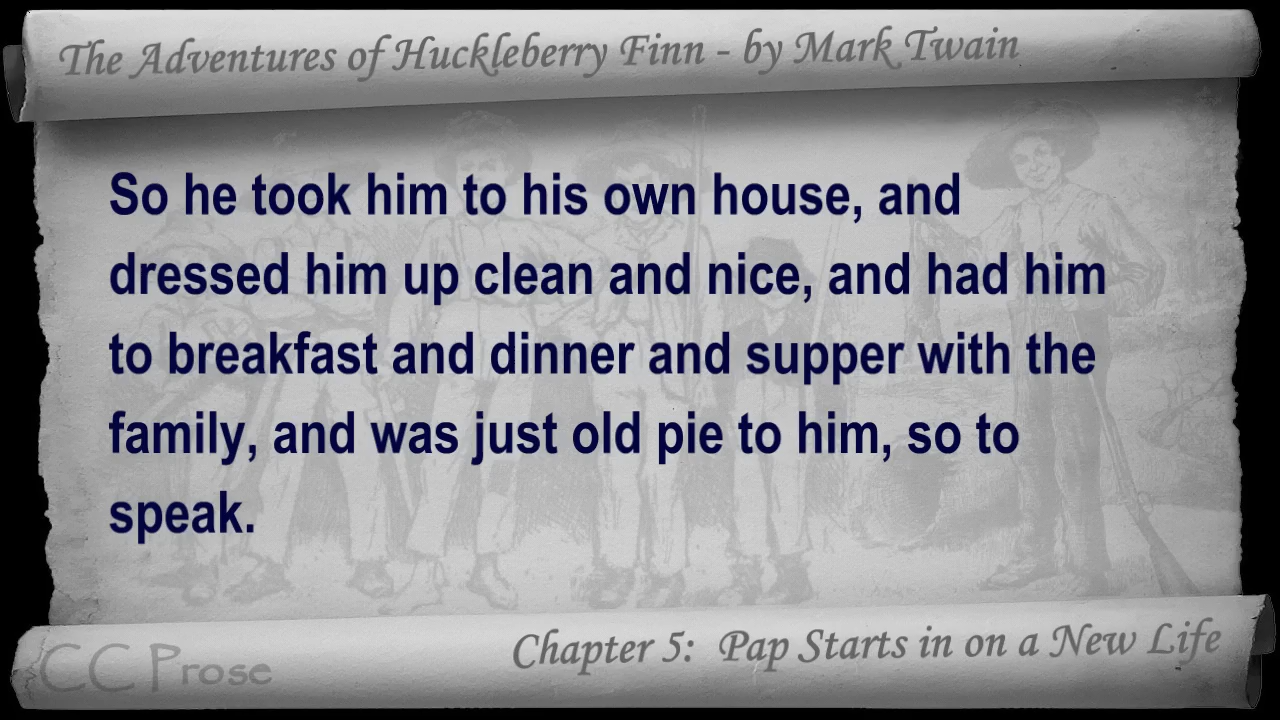 The Adventures of Huckleberry Finn - by Mark Twain
So he took him to his own house, and
dressed him up clean and nice, and had him
to breakfast and dinner and supper with the
family, and was just old pie to him, so to
speak.
Chapter 5: Pap Starts in on a New Life
CC Prose